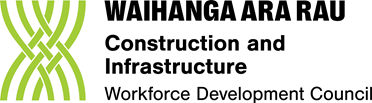 WAIHANGA ARA RAU
Construction and
Infrastructure
Workforce Development Council